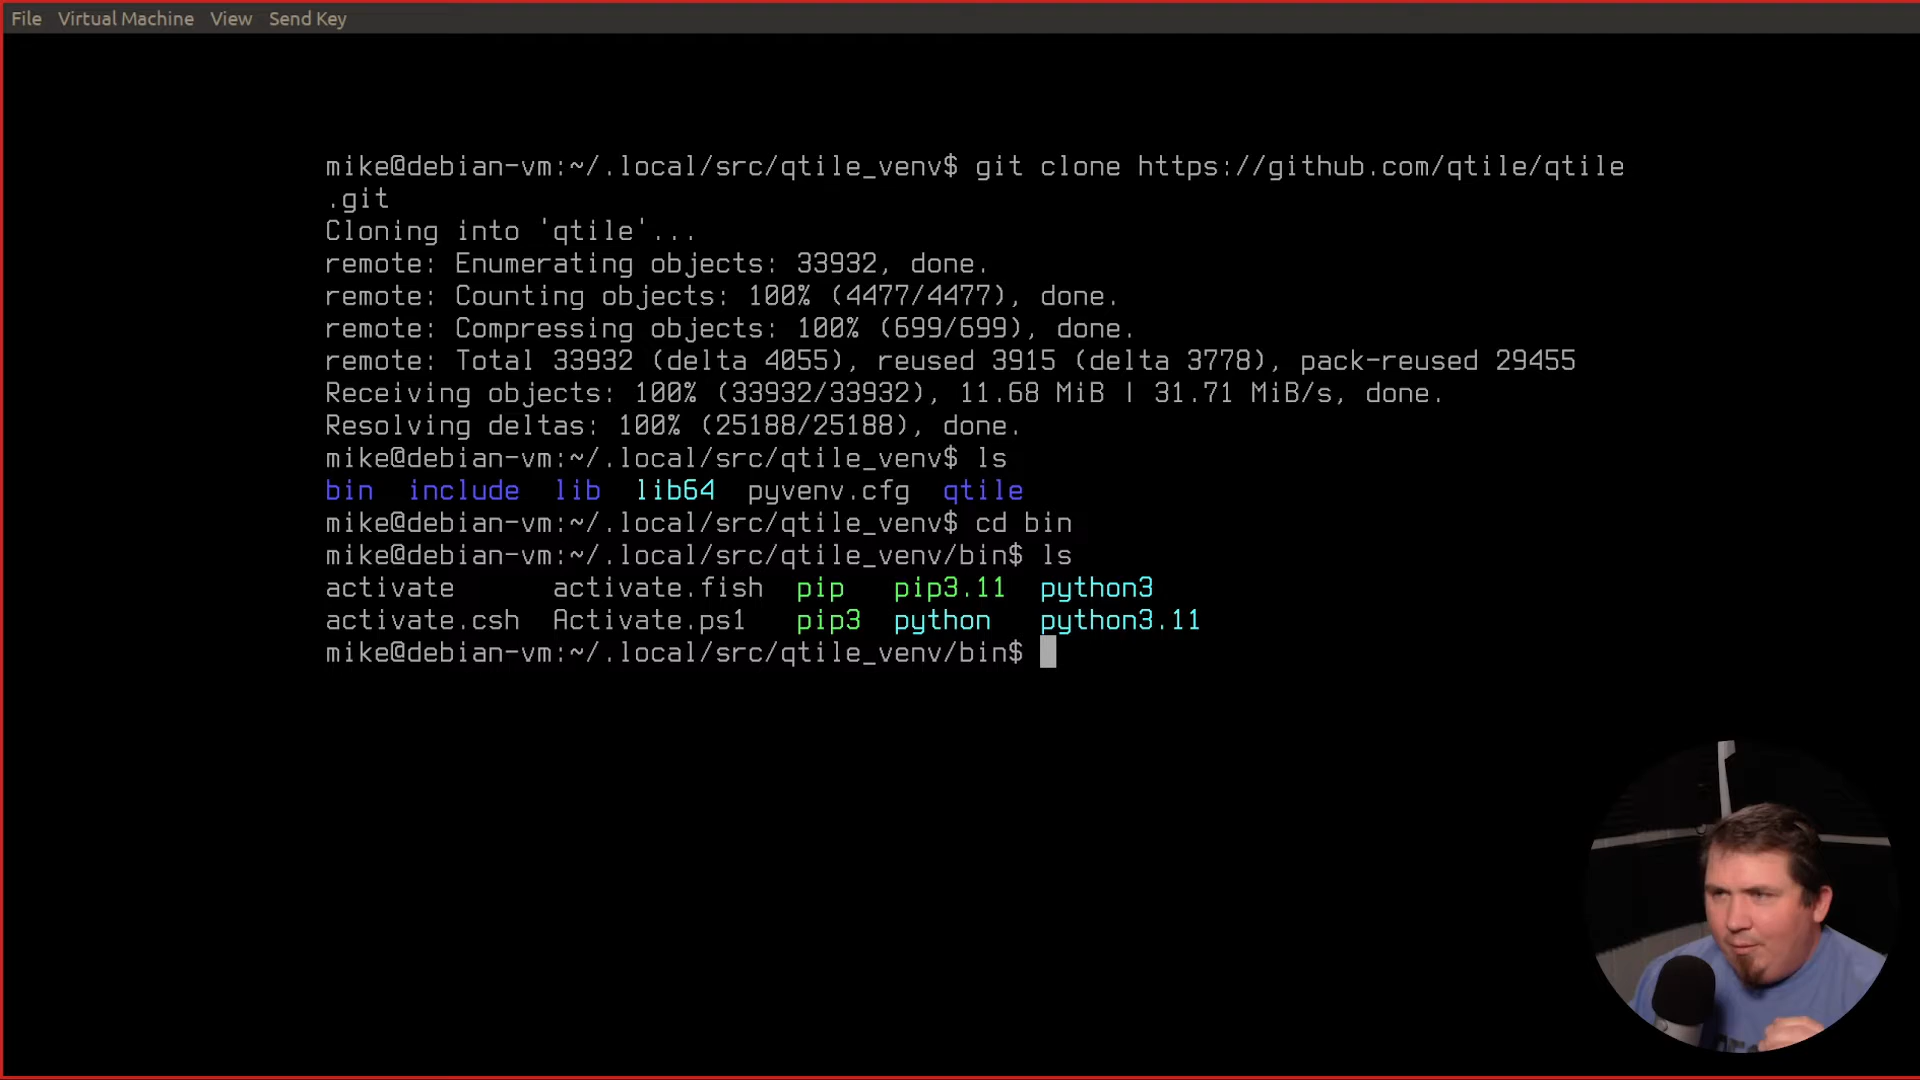 File Virtual Machine View Send Key
mike@debian-vm:~/.local/src/qtile_venv$ git clone https://github.com/qtile/qtile
.git
Cloning into 'qtile'...
remote: Enumerating objects: 33932, done.
remote: Counting objects: 100% (4477/4477), done.
remote: Compressing objects: 100% (699/699), done.
remote: Total 33932 (delta 4055), reused 3915 (delta 3778), pack-reused 29455
Receiving objects: 100% (33932/33932), 11.68 MiB | 31.71 MiB/s, done.
Resolving deltas: 100% (25188/25188), done.
mike@debian-vm:~/.local/src/qtile_venv$ ls
bin include lib lib64 pyvenv.cfg qtile
mike@debian-vm:~/.local/src/qtile_venv$ cd bin
mike@debian-vm:~/.local/src/qtile_venv/bin$ ls
activate activate.fish pip pip3.11 python3
activate.csh Activate.ps1 pip3 python python3.11
mike@debian-vm:~/.local/src/qtile_venv/bin$